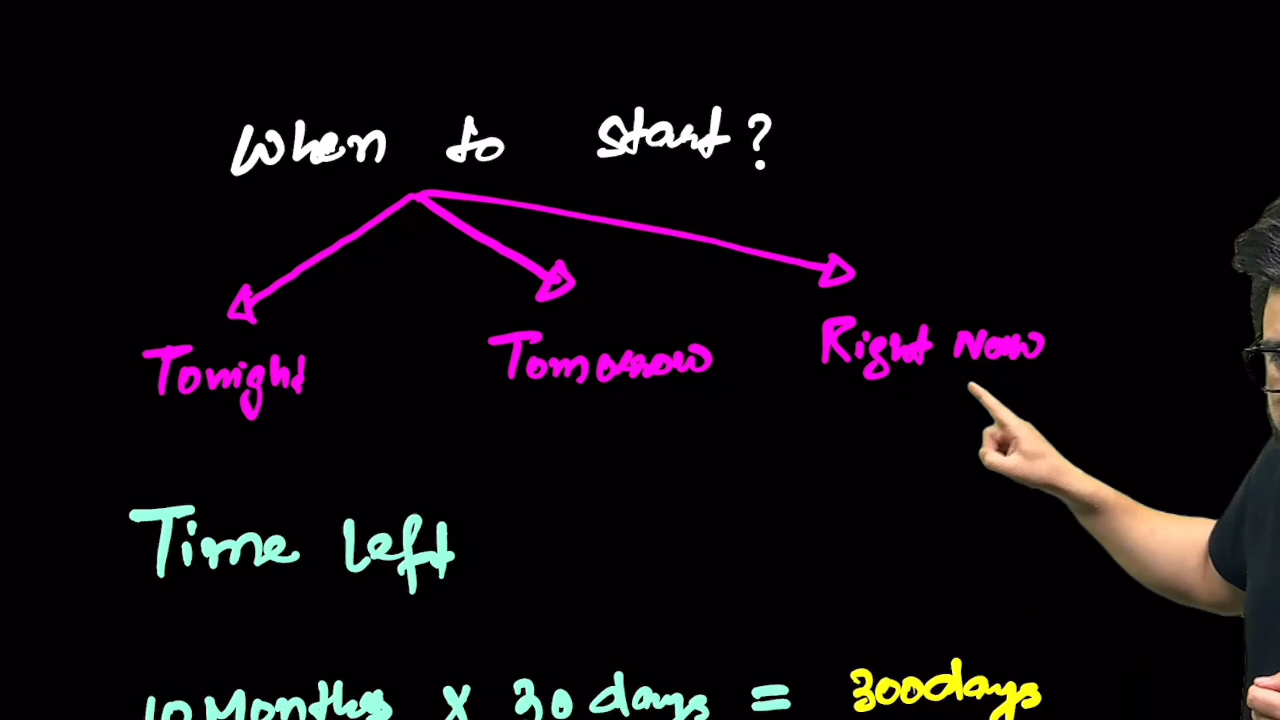 When to start?
Tonight Tomorrow Right Now
Time left
10 Months x 30 days = 300days